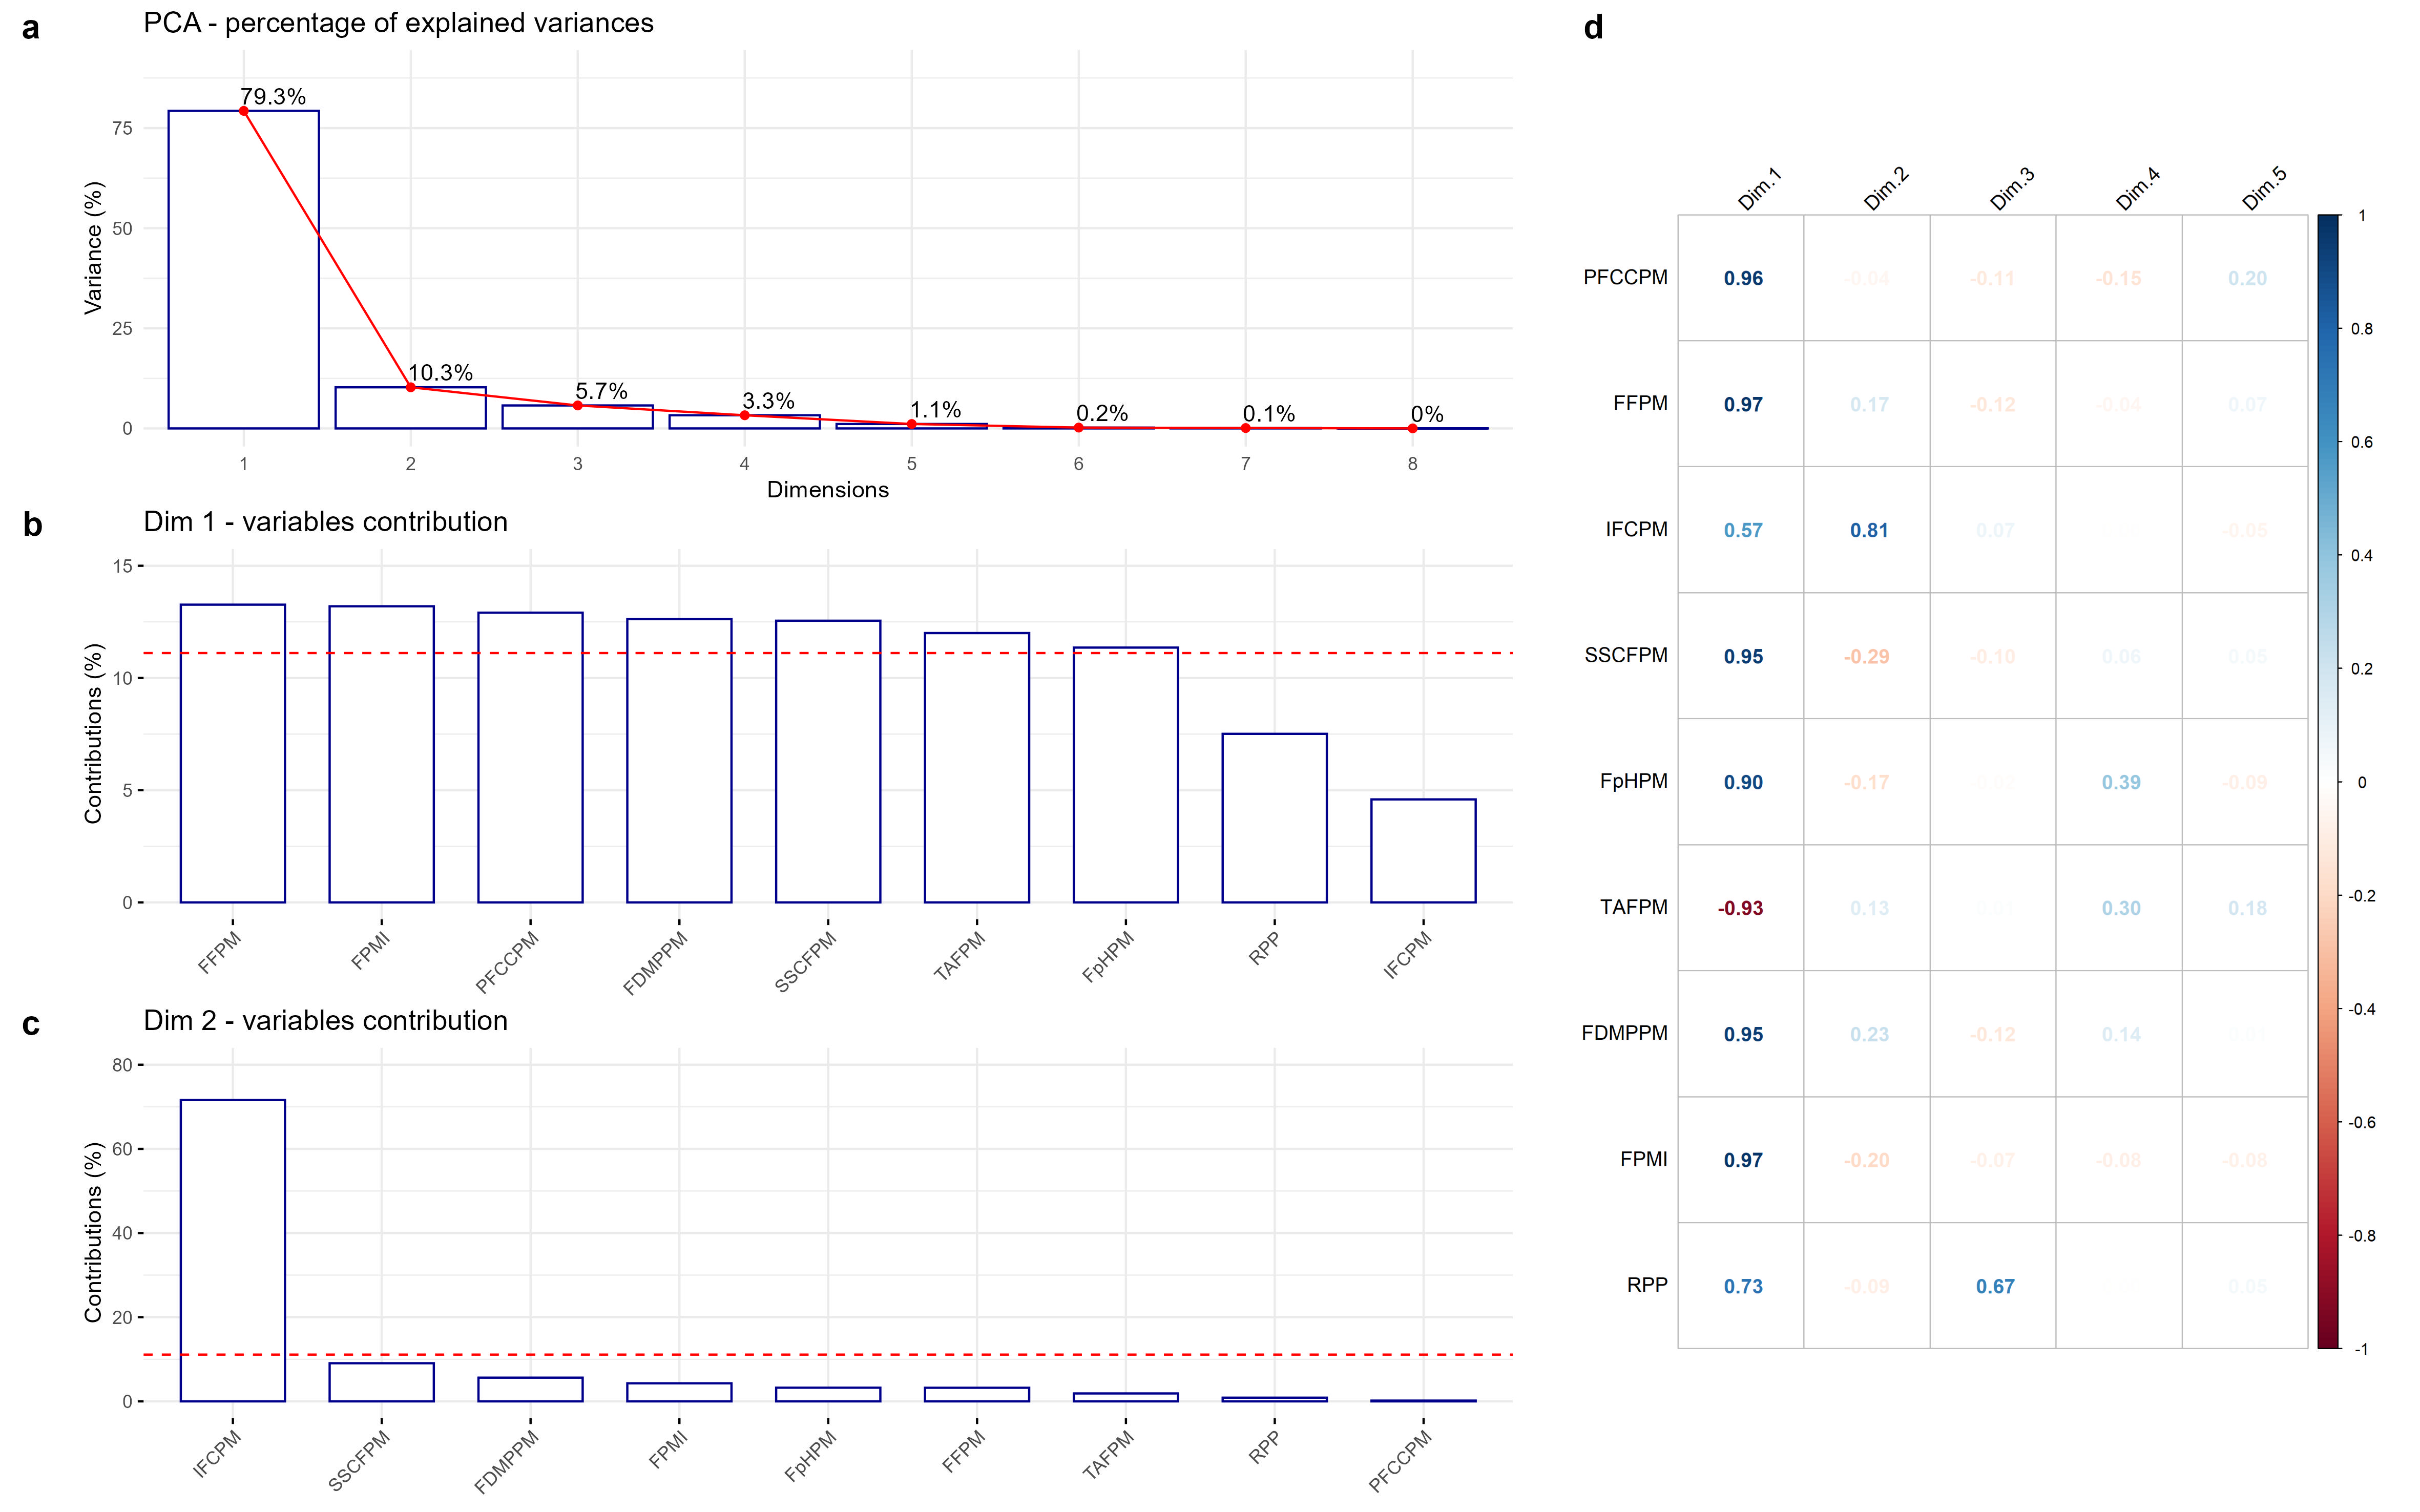 a
PCA - percentage of explained variances
Variance (%)
75
50
25
0
79.3%
10.3%
5.7%
3.3%
1.1%
0.2%
0.1%
0%
1 2 3 4 5 6 7 8
Dimensions
b
Dim 1 - variables contribution
Contributions (%)
15
10
5
0
FFPM FPMI PFCCPM FDMPPM SSCFPM TAFPM FpHPM RPP IFCPM
c
Dim 2 - variables contribution
Contributions (%)
80
60
40
20
0
IFCPM SSCFPM FDMPPM FPMI FpHPM FFPM TAFPM RPP PFCCPM
d
Dim.1 Dim.2 Dim.3 Dim.4 Dim.5
PFCCPM 0.96 -0.04 -0.11 -0.15 0.20
FFPM 0.97 0.17 -0.12 -0.04 0.07
IFCPM 0.57 0.81 0.07 -0.05
SSCFPM 0.95 -0.29 -0.10 0.06 0.05
FpHPM 0.90 -0.17 0.39 -0.09
TAFPM -0.93 0.13 0.30 0.18
FDMPPM 0.95 0.23 -0.12 0.14
FPMI 0.97 -0.20 -0.07 -0.08 -0.08
RPP 0.73 -0.09 0.67 0.05
1
0.8
0.6
0.4
0.2
0
-0.2
-0.4
-0.6
-0.8
-1